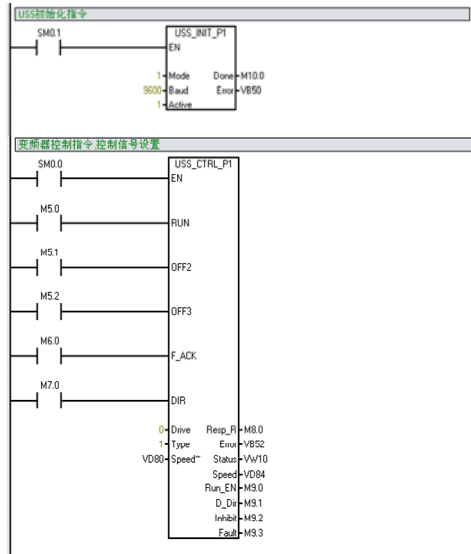 USS初始化指令
SM0.1
USS_INIT_P1
EN
1 Mode Done M10.0
9600 Baud Error VB50
1 Active
变频器控制指令,控制信号设置
SM0.0
USS_CTRL_P1
EN
M5.0
RUN
M5.1
OFF2
M5.2
OFF3
M6.0
F_ACK
M7.0
DIR
0 Drive Resp_R M8.0
1 Type Error VB52
VD80 Speed~ Status VW10
Speed VD84
Run_EN M9.0
D_Dir M9.1
Inhibit M9.2
Fault M9.3